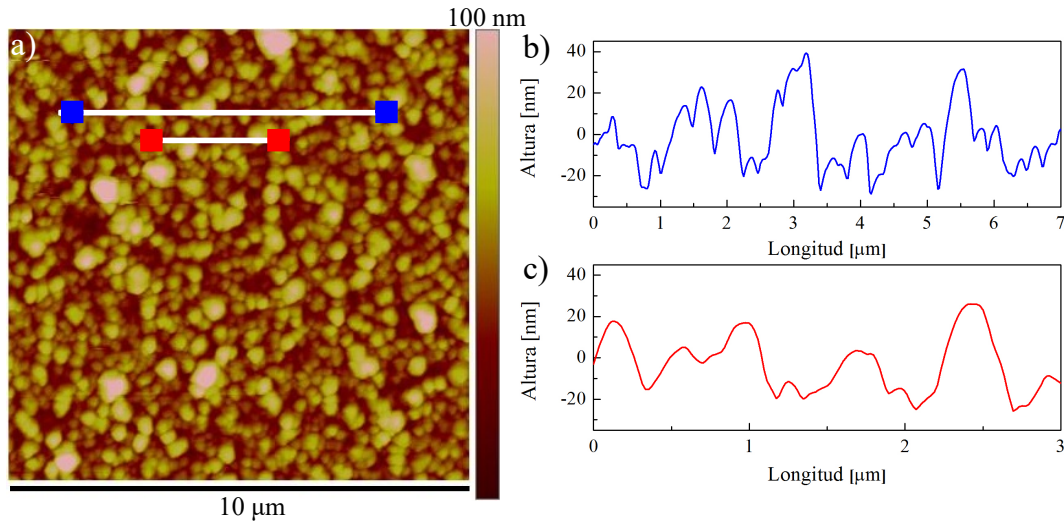 a)
100 nm
10 μm
b)
40
20
0
-20
Altura [nm]
0 1 2 3 4 5 6 7
Longitud [μm]
c)
40
20
0
-20
Altura [nm]
0 1 2 3
Longitud [μm]